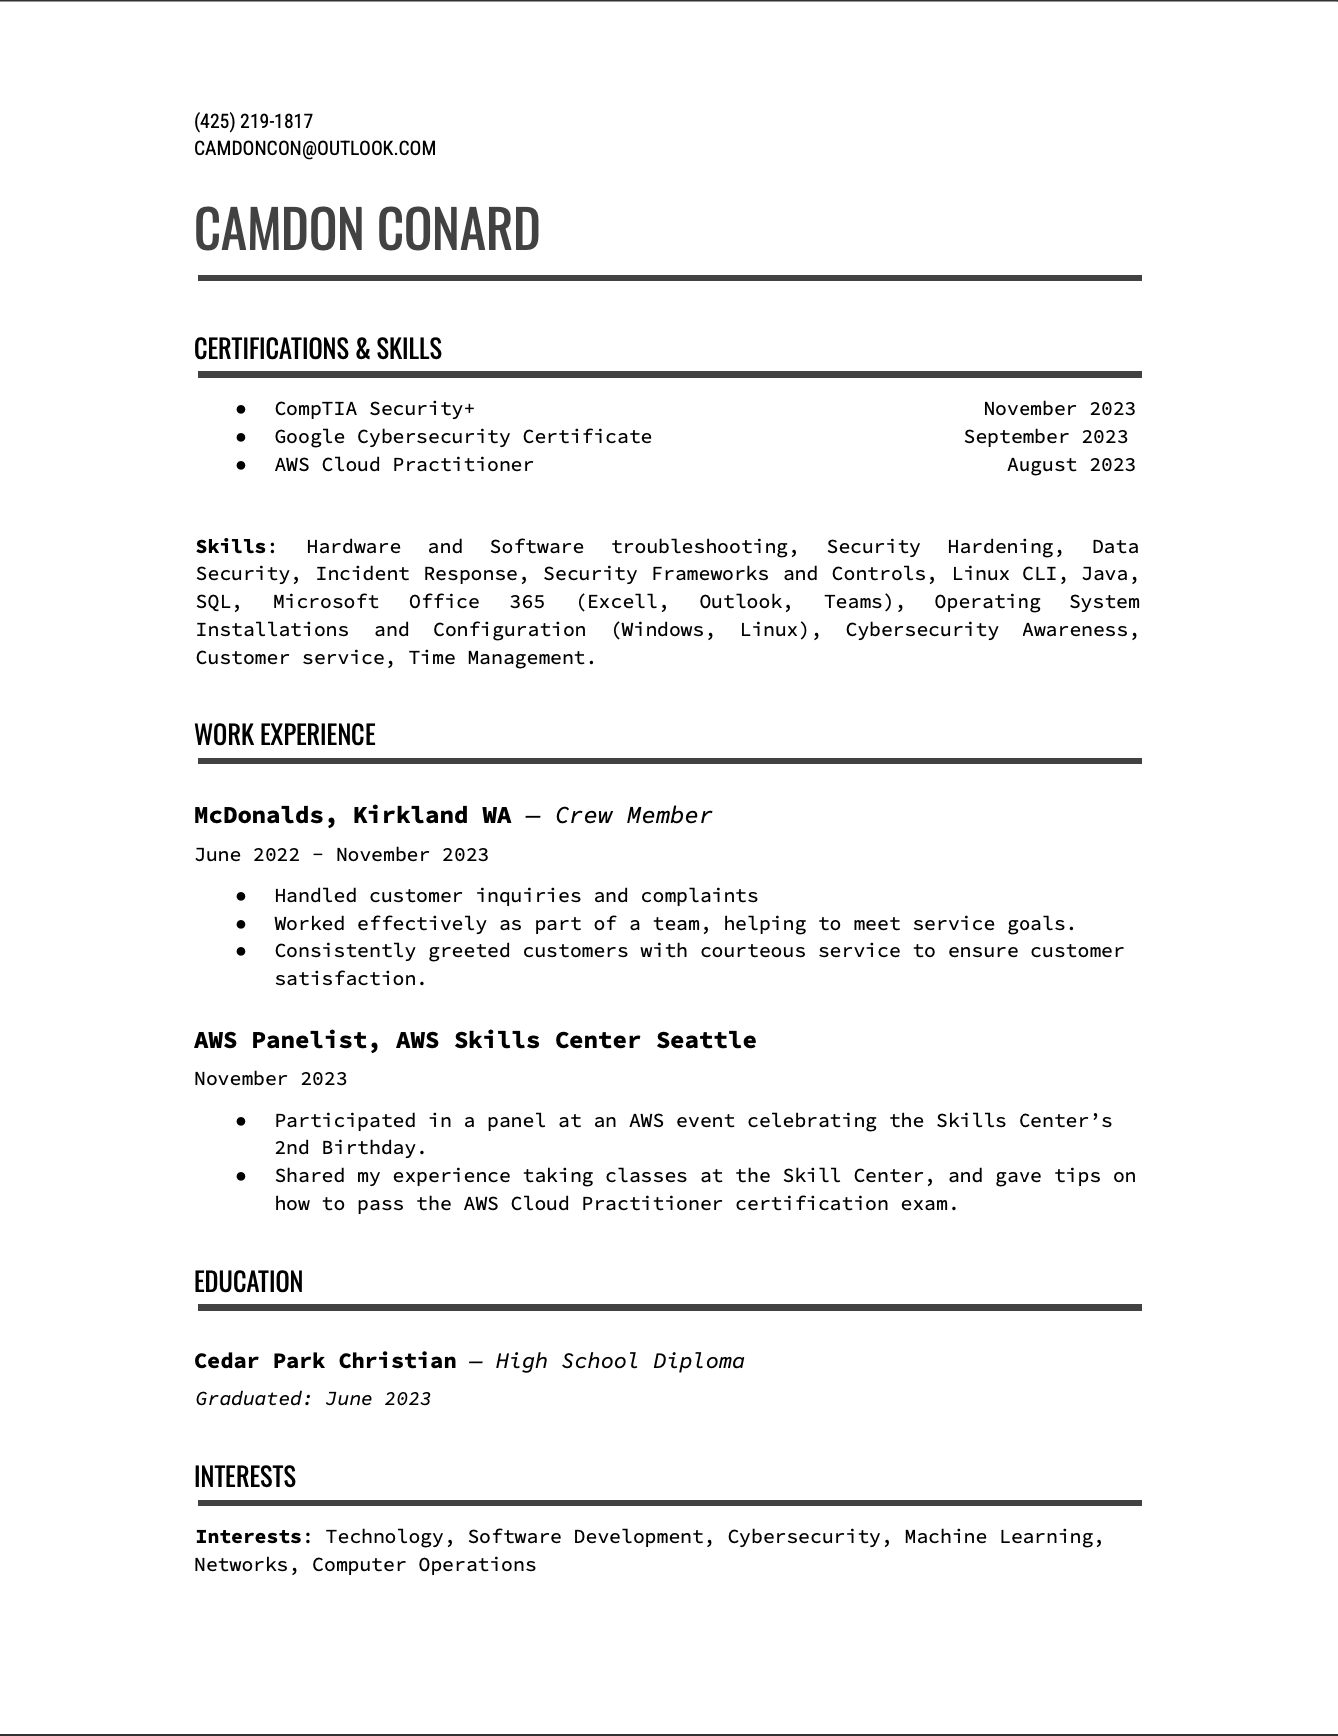 (425) 219-1817
CAMDONCON@OUTLOOK.COM
CAMDON CONARD
CERTIFICATIONS & SKILLS
● CompTIA Security+ November 2023
● Google Cybersecurity Certificate September 2023
● AWS Cloud Practitioner August 2023
Skills: Hardware and Software troubleshooting, Security Hardening, Data
Security, Incident Response, Security Frameworks and Controls, Linux CLI, Java,
SQL, Microsoft Office 365 (Excell, Outlook, Teams), Operating System
Installations and Configuration (Windows, Linux), Cybersecurity Awareness,
Customer service, Time Management.
WORK EXPERIENCE
McDonalds, Kirkland WA — Crew Member
June 2022 - November 2023
● Handled customer inquiries and complaints
● Worked effectively as part of a team, helping to meet service goals.
● Consistently greeted customers with courteous service to ensure customer
satisfaction.
AWS Panelist, AWS Skills Center Seattle
November 2023
● Participated in a panel at an AWS event celebrating the Skills Center’s
2nd Birthday.
● Shared my experience taking classes at the Skill Center, and gave tips on
how to pass the AWS Cloud Practitioner certification exam.
EDUCATION
Cedar Park Christian — High School Diploma
Graduated: June 2023
INTERESTS
Interests: Technology, Software Development, Cybersecurity, Machine Learning,
Networks, Computer Operations